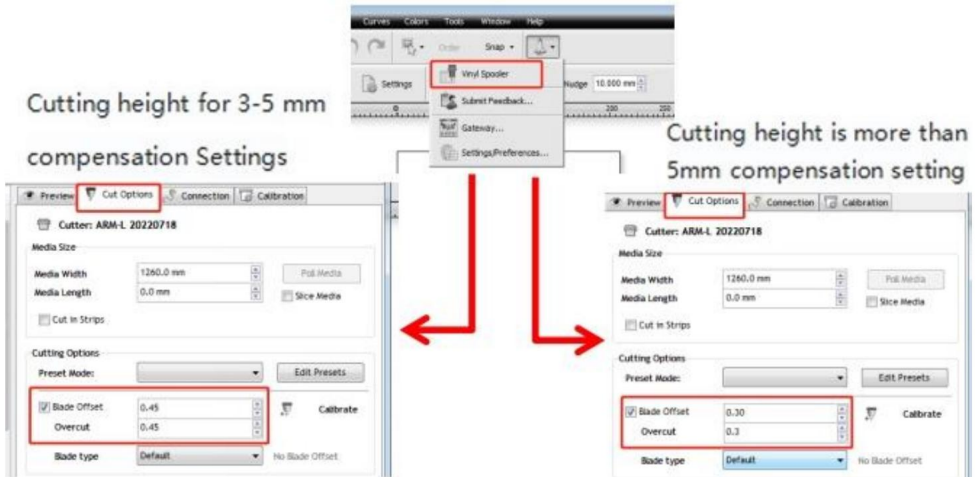 Curves Colors Tools Window Help
Order Snap
Vinyl Spooler
Settings
Nudge 10.000 mm
Submit Feedback...
0 200 250
Gateway...
Settings/Preferences...
Cutting height for 3-5 mm
compensation Settings
Cutting height is more than
5mm compensation setting
Preview Cut Options Connection Calibration
Cutter: ARM-L 20220718
Media Size
Media Width 1260.0 mm Poll Media
Media Length 0.0 mm Slice Media
Cut in Strips
Cutting Options
Preset Mode: Edit Presets
Blade Offset 0.45 Calibrate
Overcut 0.45
Blade type Default No Blade Offset
Preview Cut Options Connection Calibration
Cutter: ARM-L 20220718
Media Size
Media Width 1260.0 mm Poll Media
Media Length 0.0 mm Slice Media
Cut in Strips
Cutting Options
Preset Mode: Edit Presets
Blade Offset 0.30 Calibrate
Overcut 0.3
Blade type Default No Blade Offset